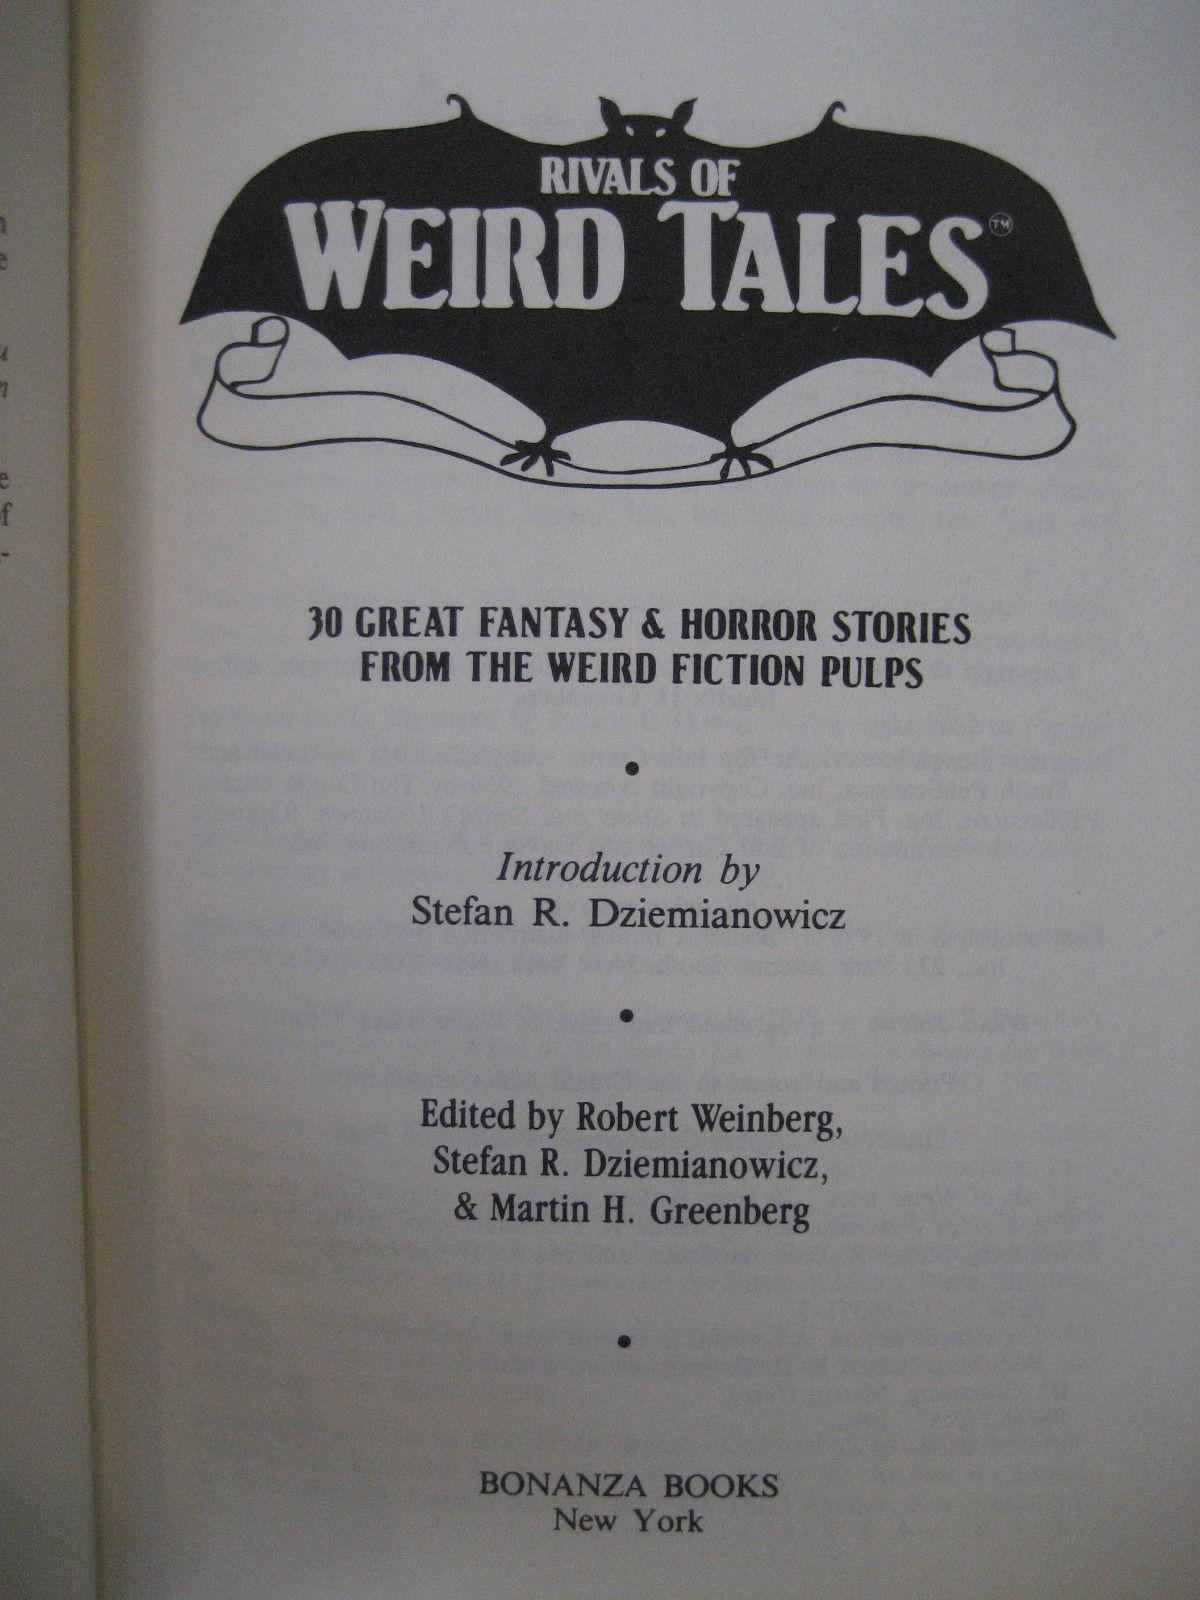 RIVALS OF
WEIRD TALES™
30 GREAT FANTASY & HORROR STORIES
FROM THE WEIRD FICTION PULPS
•
Introduction by
Stefan R. Dziemianowicz
•
Edited by Robert Weinberg,
Stefan R. Dziemianowicz,
& Martin H. Greenberg
•
BONANZA BOOKS
New York